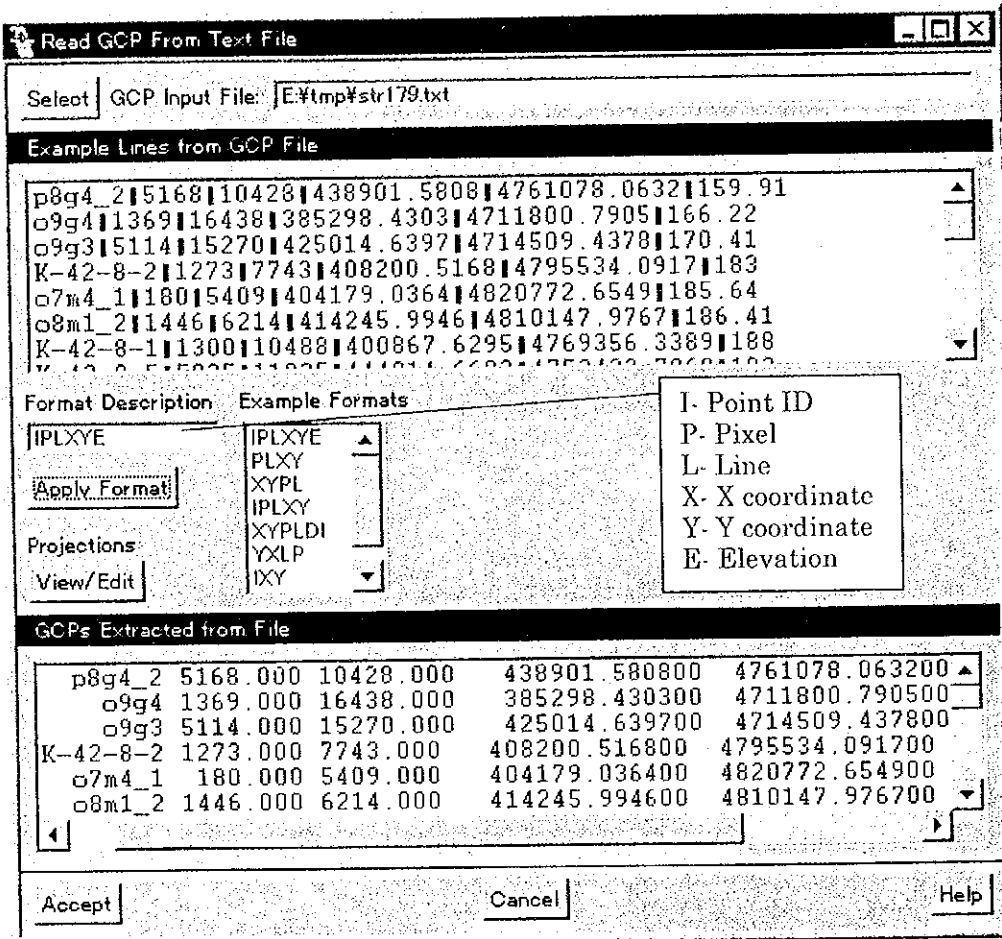 Read GCP From Text File
Select GCP Input File: E:¥tmp¥str179.txt
Example Lines from GCP File
p8g4_2|5168|10428|438901.5808|4761078.0632|159.91
o9g4|1369|16438|385298.4303|4711800.7905|166.22
o9g3|5114|15270|425014.6397|4714509.4378|170.41
K-42-8-2|1273|7743|408200.5168|4795534.0917|183
o7m4_1|180|5409|404179.0364|4820772.6549|185.64
o8m1_2|1446|6214|414245.9946|4810147.9767|186.41
K-42-8-1|1300|10488|400867.6295|4769356.3389|188
Format Description
IPLXYE
Apply Format
Projections
View/Edit
Example Formats
IPLXYE
PLXY
XYPL
IPLXY
XYPLDI
YXLP
IXY
I- Point ID
P- Pixel
L- Line
X- X coordinate
Y- Y coordinate
E- Elevation
GCPs Extracted from File
p8g4_2 5168.000 10428.000 438901.580800 4761078.063200
o9g4 1369.000 16438.000 385298.430300 4711800.790500
o9g3 5114.000 15270.000 425014.639700 4714509.437800
K-42-8-2 1273.000 7743.000 408200.516800 4795534.091700
o7m4_1 180.000 5409.000 404179.036400 4820772.654900
o8m1_2 1446.000 6214.000 414245.994600 4810147.976700
Accept Cancel Help